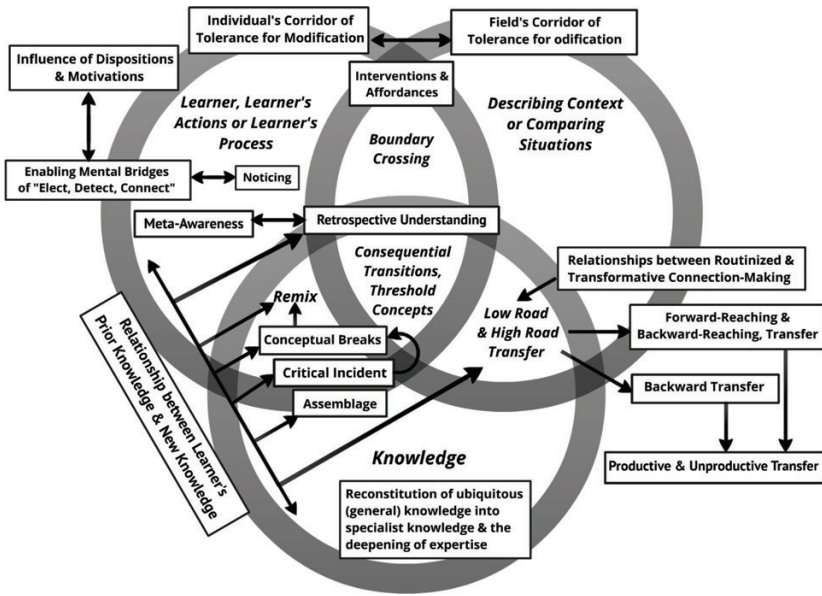 Individual's Corridor of
Tolerance for Modification
Field's Corridor of
Tolerance for odification
Influence of Dispositions
& Motivations
Interventions &
Affordances
Learner, Learner's
Actions or Learner's
Process
Describing Context
or Comparing
Situations
Boundary
Crossing
Enabling Mental Bridges
of "Elect, Detect, Connect"
Noticing
Meta-Awareness
Retrospective Understanding
Consequential
Transitions,
Threshold
Concepts
Relationships between Routinized &
Transformative Connection-Making
Remix
Low Road
& High Road
Transfer
Forward-Reaching &
Backward-Reaching, Transfer
Conceptual Breaks
Critical Incident
Assemblage
Backward Transfer
Relationship between Learner's
Prior Knowledge & New Knowledge
Knowledge
Productive & Unproductive Transfer
Reconstitution of ubiquitous
(general) knowledge into
specialist knowledge & the
deepening of expertise